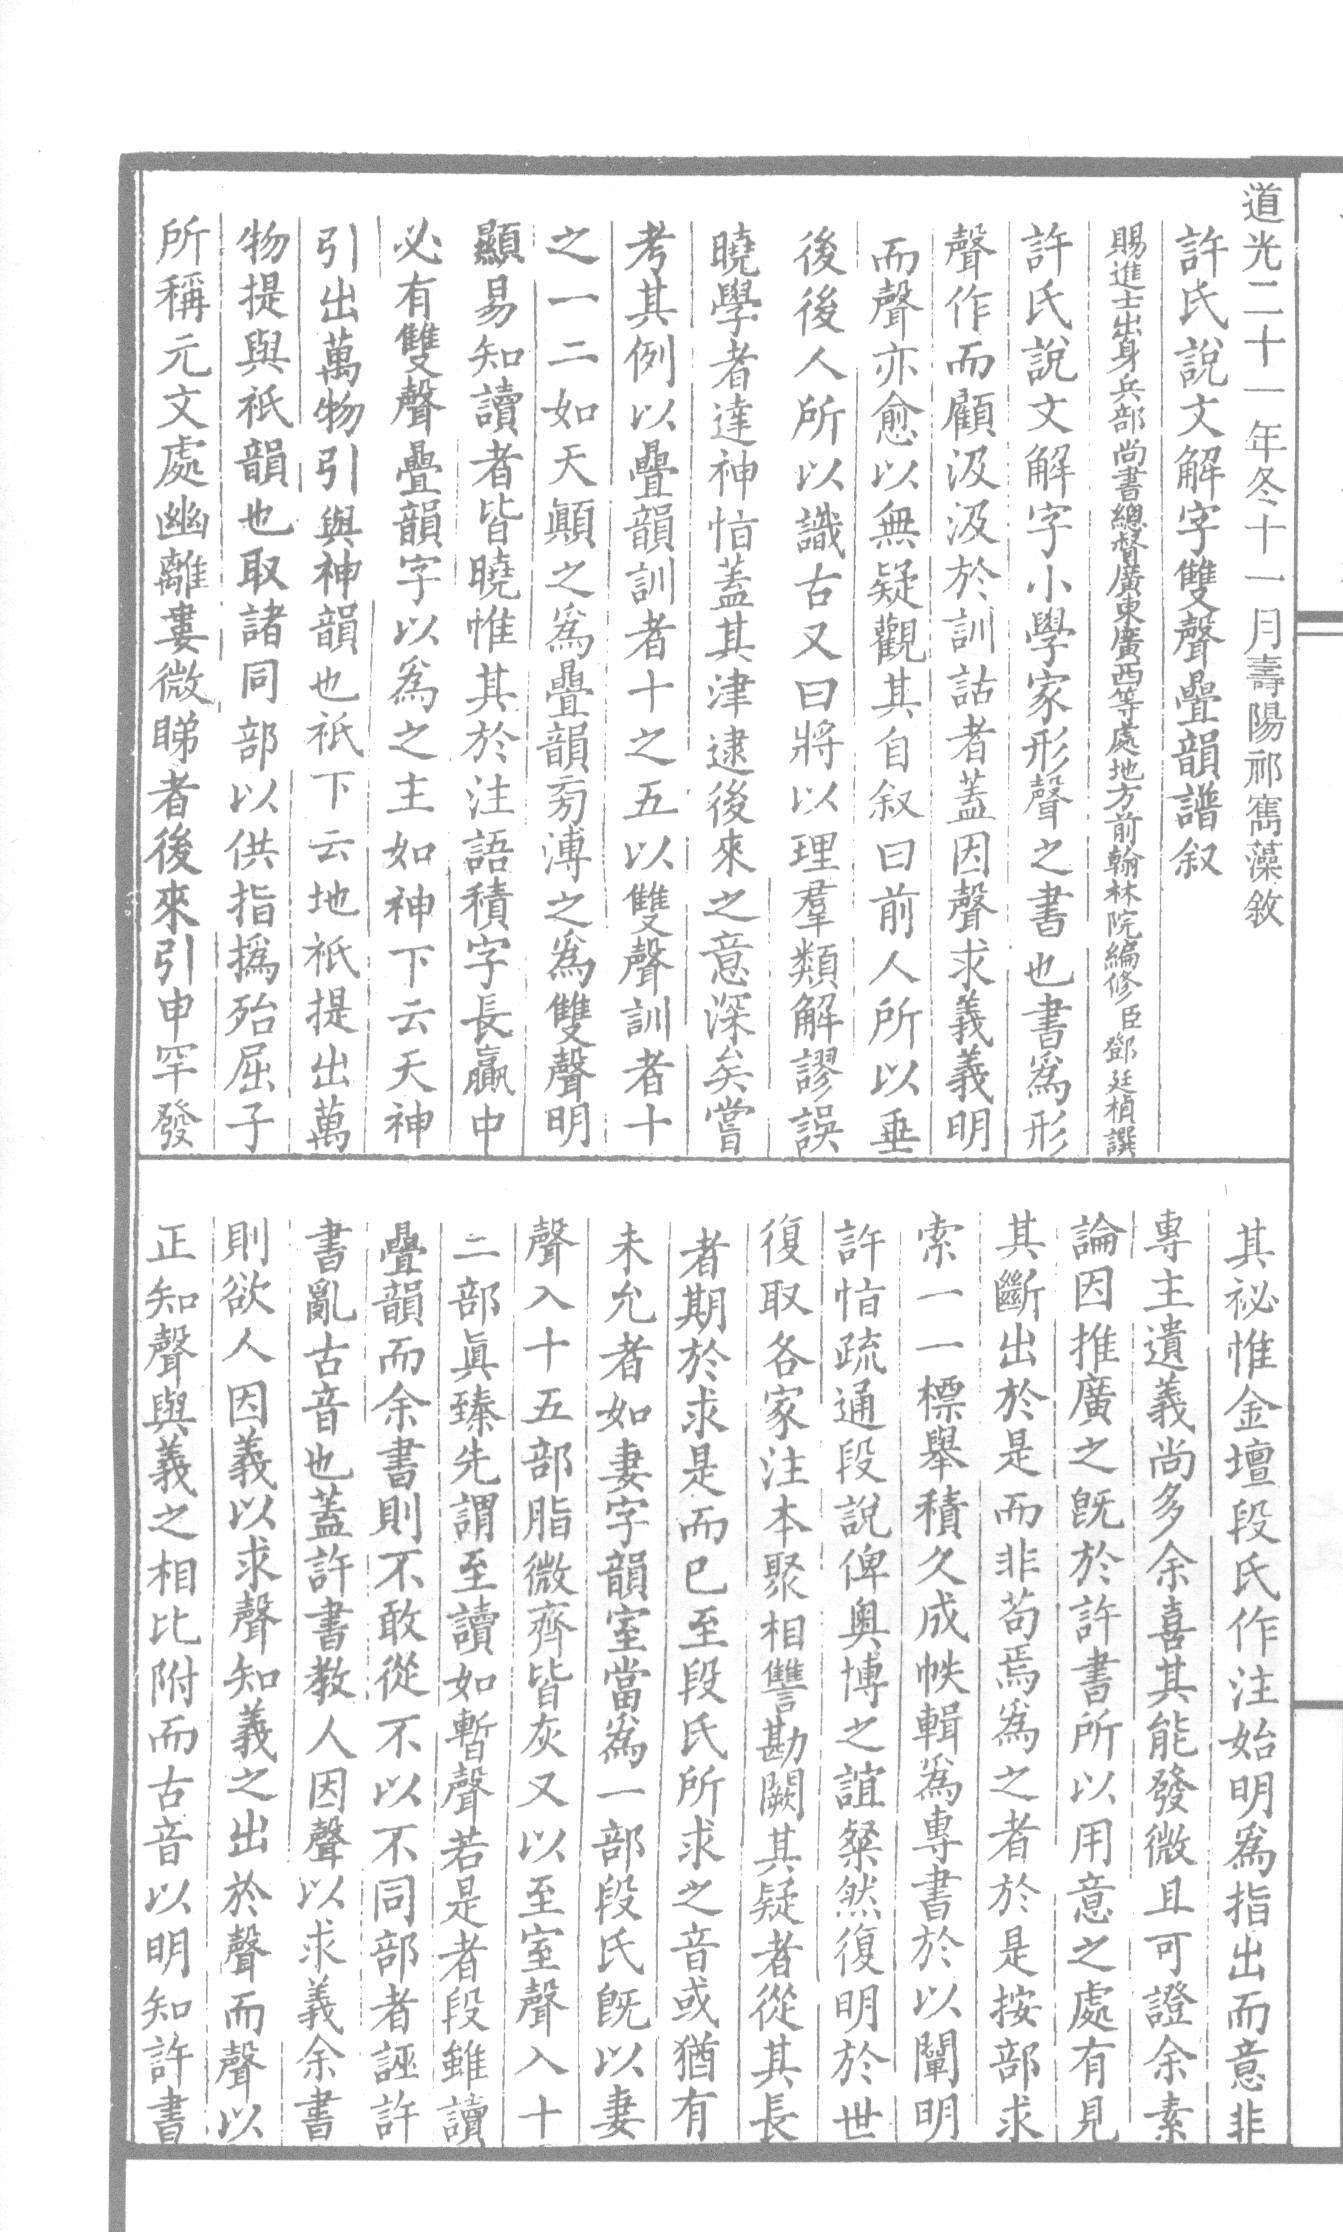 道光二十一年冬十一月壽陽祁寯藻敘
許氏說文解字雙聲疊韻譜叙
賜進士出身兵部尚書總督廣東廣西等處地方前翰林院編修臣鄧廷楨譔
許氏說文解字小學家形聲之書也書爲形
聲作而顧汲汲於訓詁者蓋因聲求義義明
而聲亦愈以無疑觀其自叙曰前人所以垂
後後人所以識古又曰將以理羣類解謬誤
曉學者達神恉蓋其津逮後來之意深矣嘗
考其例以疊韻訓者十之五以雙聲訓者十
之一二如天顚之爲疊韻旁溥之爲雙聲明
顯易知讀者皆曉惟其於注語積字長贏中
必有雙聲疊韻字以爲之主如神下云天神
引出萬物引與神韻也祇下云地祇提出萬
物提與祇韻也取諸同部以供指撝殆屈子
所稱元文處幽離婁微睇者後來引申罕發
其祕惟金壇段氏作注始明爲指出而意非
專主遺義尚多余喜其能發微且可證余素
論因推廣之旣於許書所以用意之處有見
其斷出於是而非苟焉爲之者於是按部求
索一一標舉積久成帙輯爲專書於以闡明
許恉疏通段說俾奧博之誼粲然復明於世
復取各家注本聚相讐勘闕其疑者從其長
者期於求是而已至段氏所求之音或猶有
未允者如妻字韻室當爲一部段氏旣以妻
聲入十五部脂微齊皆灰又以至室聲入十
二部眞臻先謂至讀如暫聲若是者段雖讀
疊韻而余書則不敢從不以不同部者誣許
書亂古音也蓋許書教人因聲以求義余書
則欲人因義以求聲知義之出於聲而聲以
正知聲與義之相比附而古音以明知許書